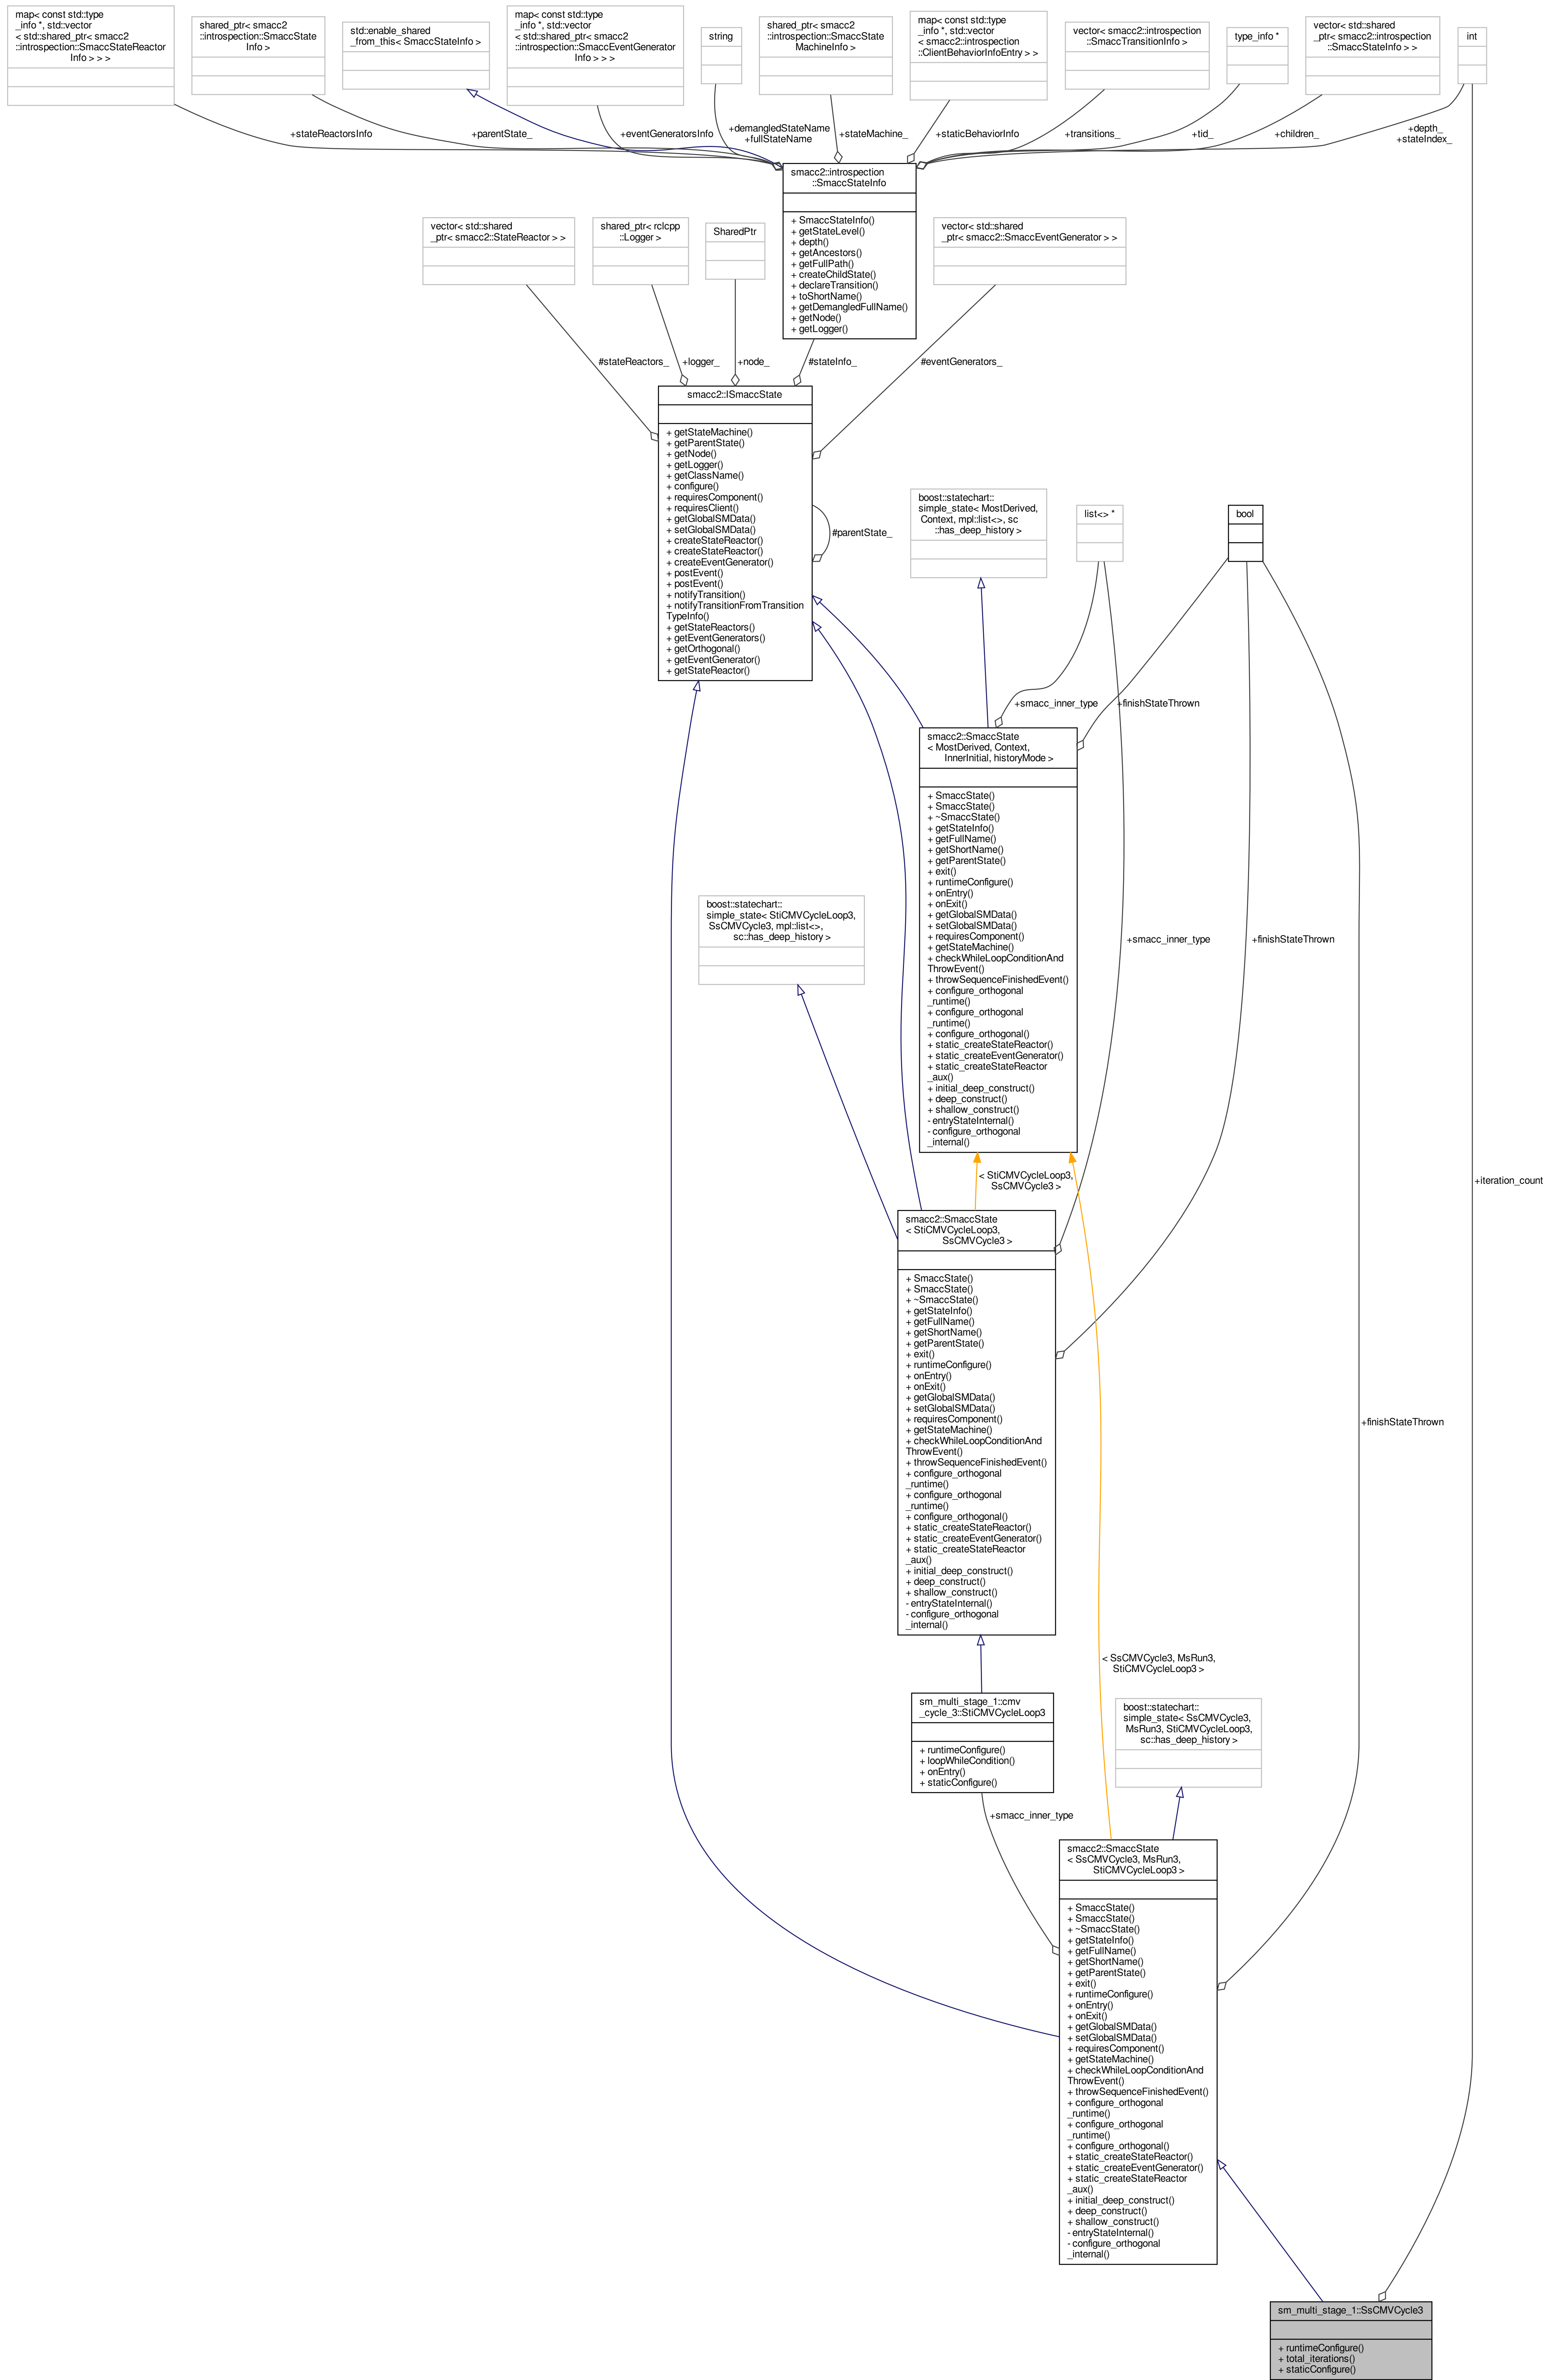 map< const std::type
_info *, std::vector
< std::shared_ptr< smacc2
::introspection::SmaccStateReactor
Info > > >
shared_ptr< smacc2
::introspection::SmaccState
Info >
std::enable_shared
_from_this< SmaccStateInfo >
map< const std::type
_info *, std::vector
< std::shared_ptr< smacc2
::introspection::SmaccEventGenerator
Info > > >
string
shared_ptr< smacc2
::introspection::SmaccState
MachineInfo >
map< const std::type
_info *, std::vector
< smacc2::introspection
::ClientBehaviorInfoEntry > >
vector< smacc2::introspection
::SmaccTransitionInfo >
type_info *
vector< std::shared
_ptr< smacc2::introspection
::SmaccStateInfo > >
int
+stateReactorsInfo
+parentState_
+eventGeneratorsInfo
+demangledStateName
+fullStateName
+stateMachine_
+staticBehaviorInfo
+transitions_
+tid_
+children_
+depth_
+stateIndex_
smacc2::introspection
::SmaccStateInfo
+ SmaccStateInfo()
+ getStateLevel()
+ depth()
+ getAncestors()
+ getFullPath()
+ createChildState()
+ declareTransition()
+ toShortName()
+ getDemangledFullName()
+ getNode()
+ getLogger()
vector< std::shared
_ptr< smacc2::StateReactor > >
shared_ptr< rclcpp
::Logger >
SharedPtr
vector< std::shared
_ptr< smacc2::SmaccEventGenerator > >
#stateReactors_
+logger_
+node_
#stateInfo_
#eventGenerators_
smacc2::ISmaccState
+ getStateMachine()
+ getParentState()
+ getNode()
+ getLogger()
+ getClassName()
+ configure()
+ requiresComponent()
+ requiresClient()
+ getGlobalSMData()
+ setGlobalSMData()
+ createStateReactor()
+ createStateReactor()
+ createEventGenerator()
+ postEvent()
+ postEvent()
+ notifyTransition()
+ notifyTransitionFromTransition
TypeInfo()
+ getStateReactors()
+ getEventGenerators()
+ getOrthogonal()
+ getEventGenerator()
+ getStateReactor()
#parentState_
boost::statechart::
simple_state< MostDerived,
Context, mpl::list<>, sc
::has_deep_history >
list<> *
bool
+smacc_inner_type
+finishStateThrown
smacc2::SmaccState
< MostDerived, Context,
InnerInitial, historyMode >
+ SmaccState()
+ SmaccState()
+ ~SmaccState()
+ getStateInfo()
+ getFullName()
+ getShortName()
+ getParentState()
+ exit()
+ runtimeConfigure()
+ onEntry()
+ onExit()
+ getGlobalSMData()
+ setGlobalSMData()
+ requiresComponent()
+ getStateMachine()
+ checkWhileLoopConditionAnd
ThrowEvent()
+ throwSequenceFinishedEvent()
+ configure_orthogonal
_runtime()
+ configure_orthogonal
_runtime()
+ configure_orthogonal()
+ static_createStateReactor()
+ static_createEventGenerator()
+ static_createStateReactor
_aux()
+ initial_deep_construct()
+ deep_construct()
+ shallow_construct()
- entryStateInternal()
- configure_orthogonal
_internal()
boost::statechart::
simple_state< StiCMVCycleLoop3,
SsCMVCycle3, mpl::list<>,
sc::has_deep_history >
+smacc_inner_type
+finishStateThrown
< StiCMVCycleLoop3,
SsCMVCycle3 >
+iteration_count
smacc2::SmaccState
< StiCMVCycleLoop3,
SsCMVCycle3 >
+ SmaccState()
+ SmaccState()
+ ~SmaccState()
+ getStateInfo()
+ getFullName()
+ getShortName()
+ getParentState()
+ exit()
+ runtimeConfigure()
+ onEntry()
+ onExit()
+ getGlobalSMData()
+ setGlobalSMData()
+ requiresComponent()
+ getStateMachine()
+ checkWhileLoopConditionAnd
ThrowEvent()
+ throwSequenceFinishedEvent()
+ configure_orthogonal
_runtime()
+ configure_orthogonal
_runtime()
+ configure_orthogonal()
+ static_createStateReactor()
+ static_createEventGenerator()
+ static_createStateReactor
_aux()
+ initial_deep_construct()
+ deep_construct()
+ shallow_construct()
- entryStateInternal()
- configure_orthogonal
_internal()
+finishStateThrown
< SsCMVCycle3, MsRun3,
StiCMVCycleLoop3 >
sm_multi_stage_1::cmv
_cycle_3::StiCMVCycleLoop3
+ runtimeConfigure()
+ loopWhileCondition()
+ onEntry()
+ staticConfigure()
boost::statechart::
simple_state< SsCMVCycle3,
MsRun3, StiCMVCycleLoop3,
sc::has_deep_history >
+smacc_inner_type
smacc2::SmaccState
< SsCMVCycle3, MsRun3,
StiCMVCycleLoop3 >
+ SmaccState()
+ SmaccState()
+ ~SmaccState()
+ getStateInfo()
+ getFullName()
+ getShortName()
+ getParentState()
+ exit()
+ runtimeConfigure()
+ onEntry()
+ onExit()
+ getGlobalSMData()
+ setGlobalSMData()
+ requiresComponent()
+ getStateMachine()
+ checkWhileLoopConditionAnd
ThrowEvent()
+ throwSequenceFinishedEvent()
+ configure_orthogonal
_runtime()
+ configure_orthogonal
_runtime()
+ configure_orthogonal()
+ static_createStateReactor()
+ static_createEventGenerator()
+ static_createStateReactor
_aux()
+ initial_deep_construct()
+ deep_construct()
+ shallow_construct()
- entryStateInternal()
- configure_orthogonal
_internal()
sm_multi_stage_1::SsCMVCycle3
+ runtimeConfigure()
+ total_iterations()
+ staticConfigure()